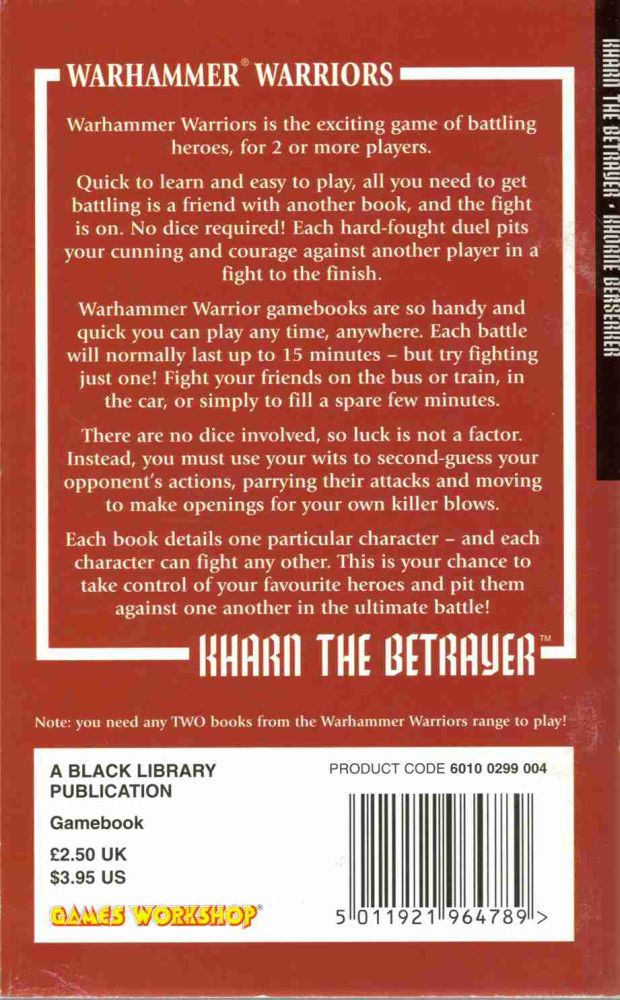 WARHAMMER® WARRIORS
Warhammer Warriors is the exciting game of battling
heroes, for 2 or more players.
Quick to learn and easy to play, all you need to get
battling is a friend with another book, and the fight
is on. No dice required! Each hard-fought duel pits
your cunning and courage against another player in a
fight to the finish.
Warhammer Warrior gamebooks are so handy and
quick you can play any time, anywhere. Each battle
will normally last up to 15 minutes – but try fighting
just one! Fight your friends on the bus or train, in
the car, or simply to fill a spare few minutes.
There are no dice involved, so luck is not a factor.
Instead, you must use your wits to second-guess your
opponent's actions, parrying their attacks and moving
to make openings for your own killer blows.
Each book details one particular character – and each
character can fight any other. This is your chance to
take control of your favourite heroes and pit them
against one another in the ultimate battle!
KHARN THE BETRAYER™
Note: you need any TWO books from the Warhammer Warriors range to play!
A BLACK LIBRARY
PUBLICATION
Gamebook
£2.50 UK
$3.95 US
GAMES WORKSHOP®
PRODUCT CODE 6010 0299 004
5 011921 964789 >
KHARN THE BETRAYER • KHORNE BERSERKER